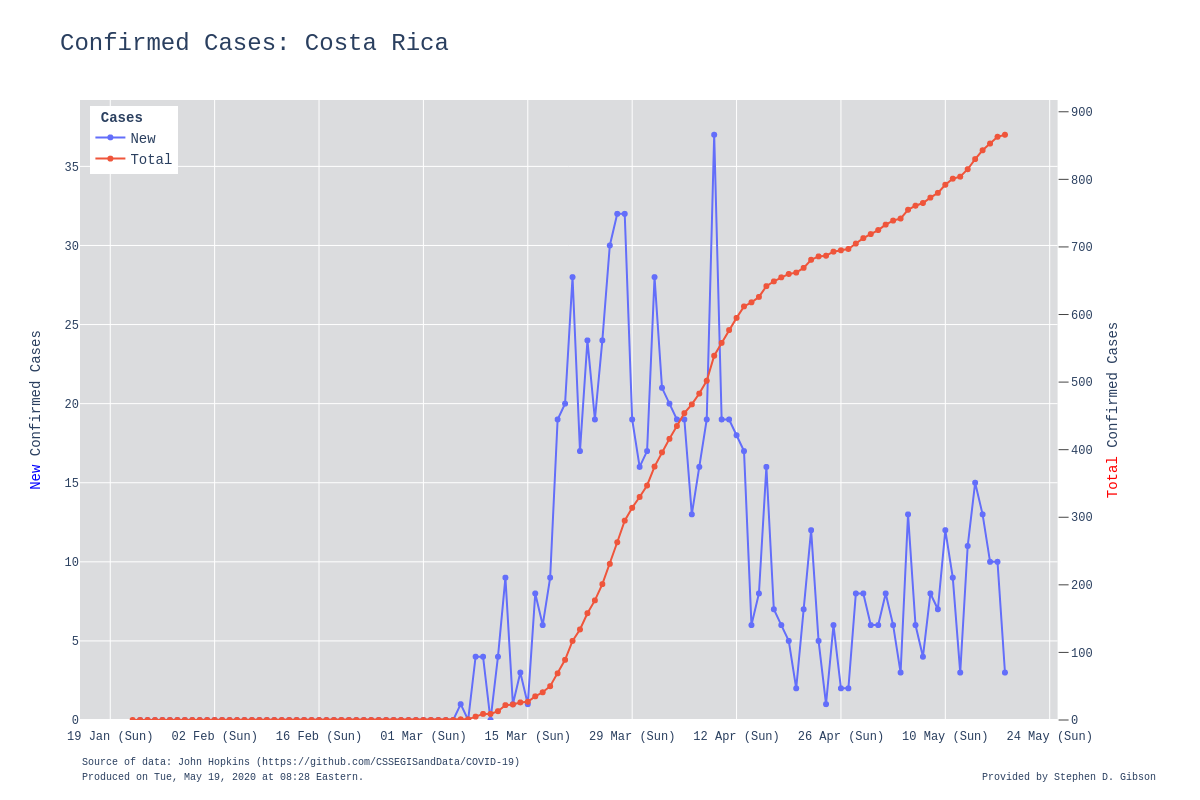 Confirmed Cases: Costa Rica
Cases
New
Total
900
35
800
30
700
25
600
20
500
15
400
10
300
5
200
100
0
0
New Confirmed Cases
Total Confirmed Cases
19 Jan (Sun) 02 Feb (Sun) 16 Feb (Sun) 01 Mar (Sun) 15 Mar (Sun) 29 Mar (Sun) 12 Apr (Sun) 26 Apr (Sun) 10 May (Sun) 24 May (Sun)
Source of data: John Hopkins (https://github.com/CSSEGISandData/COVID-19)
Produced on Tue, May 19, 2020 at 08:28 Eastern.
Provided by Stephen D. Gibson